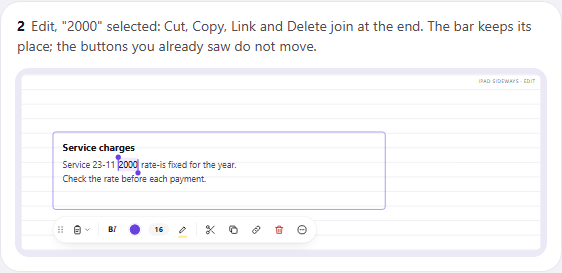 2 Edit, "2000" selected: Cut, Copy, Link and Delete join at the end. The bar keeps its
place; the buttons you already saw do not move.
IPAD SIDEWAYS · EDIT
Service charges
Service 23-11 2000 rate-is fixed for the year.
Check the rate before each payment.
BI 16